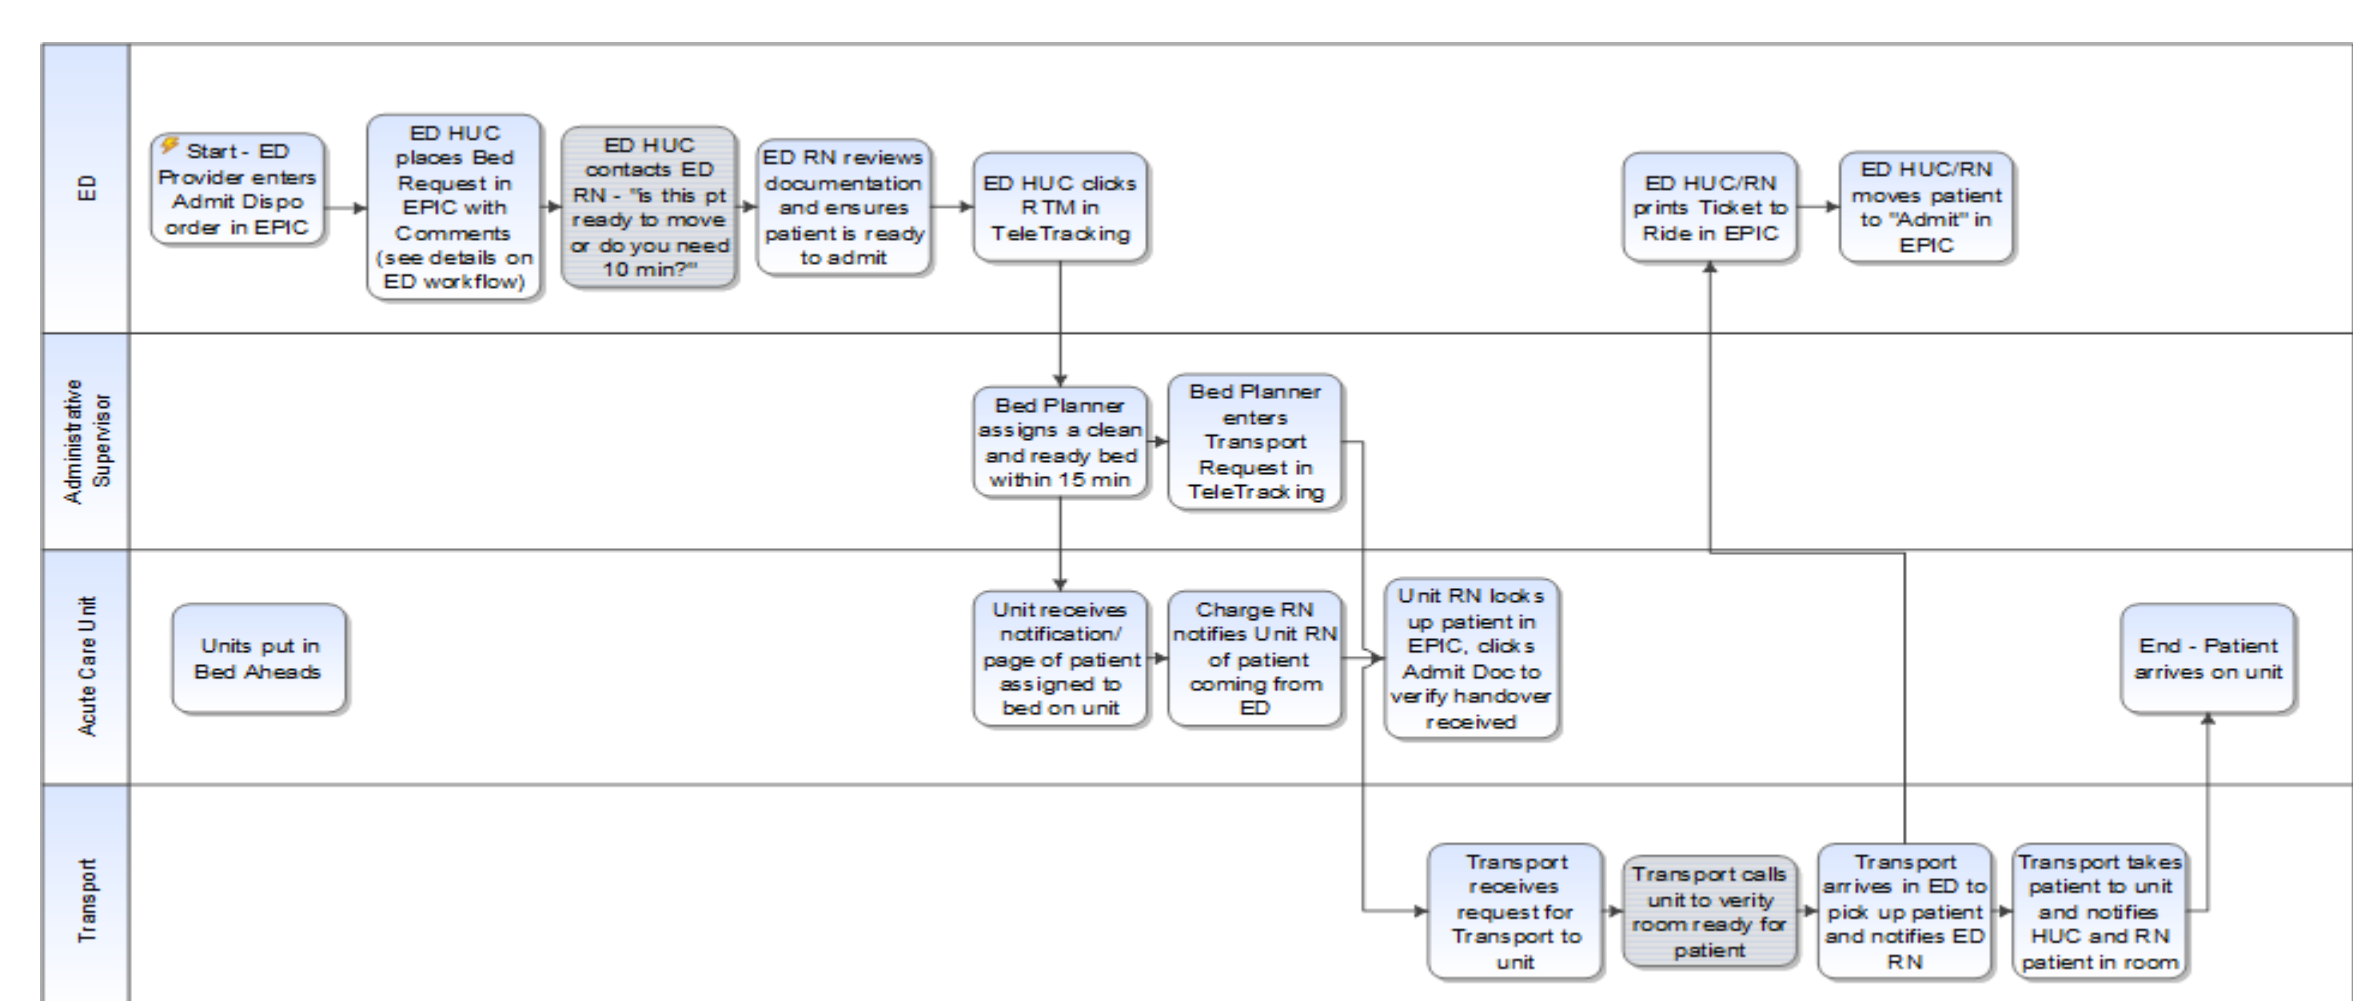 ED
Start - ED
Provider enters
Admit Dispo
order in EPIC
ED HUC
places Bed
Request in
EPIC with
Comments
(see details on
ED workflow)
ED HUC
contacts ED
RN - "is this pt
ready to move
or do you need
10 min?"
ED RN reviews
documentation
and ensures
patient is ready
to admit
ED HUC clicks
RTM in
TeleTracking
ED HUC/RN
prints Ticket to
Ride in EPIC
ED HUC/RN
moves patient
to "Admit" in
EPIC
Administrative
Supervisor
Bed Planner
assigns a clean
and ready bed
within 15 min
Bed Planner
enters
Transport
Request in
TeleTracking
Acute Care Unit
Units put in
Bed Aheads
Unit receives
notification/
page of patient
assigned to
bed on unit
Charge RN
notifies Unit RN
of patient
coming from
ED
Unit RN looks
up patient in
EPIC, clicks
Admit Doc to
verify handover
received
End - Patient
arrives on unit
Transport
Transport
receives
request for
Transport to
unit
Transport calls
unit to verity
room ready for
patient
Transport
arrives in ED to
pick up patient
and notifies ED
RN
Transport takes
patient to unit
and notifies
HUC and RN
patient in room